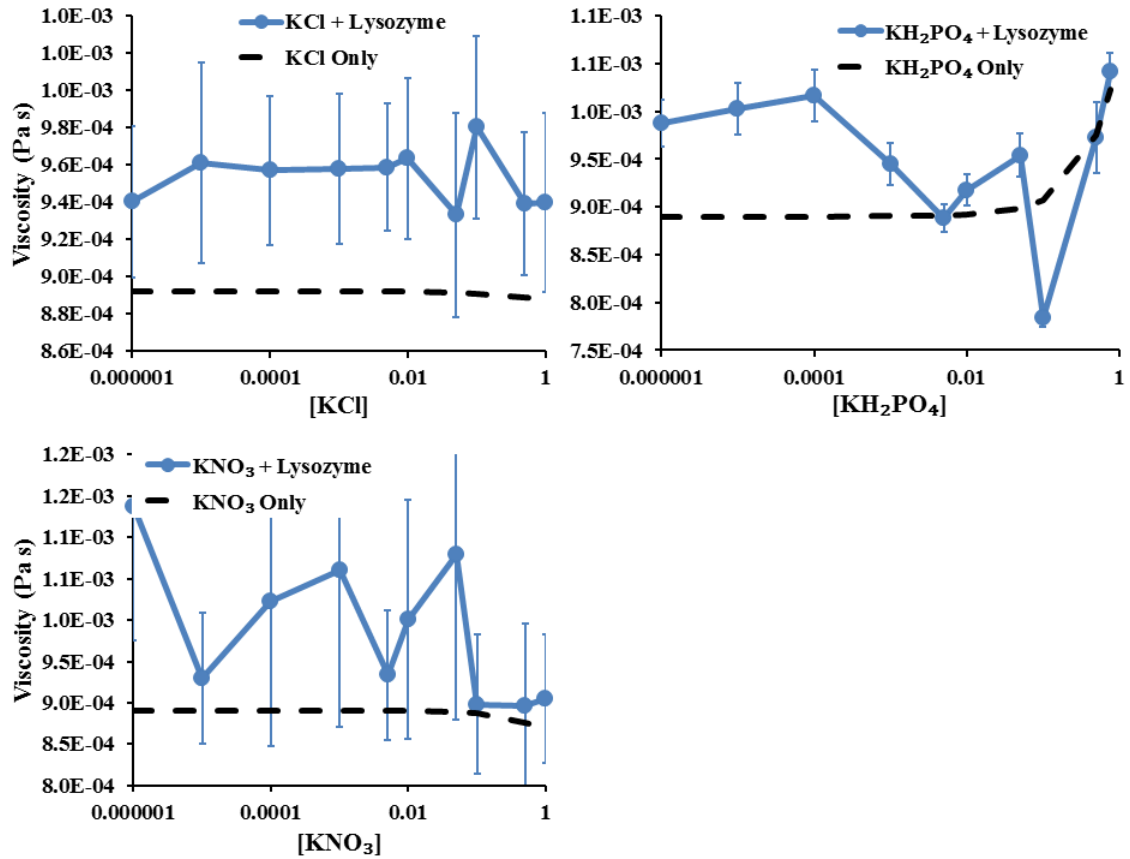 KCl + Lysozyme
KCl Only
Viscosity (Pa s)
1.0E-03
1.0E-03
1.0E-03
9.8E-04
9.6E-04
9.4E-04
9.2E-04
9.0E-04
8.8E-04
8.6E-04
0.000001 0.0001 0.01 1
[KCl]
KH₂PO₄ + Lysozyme
KH₂PO₄ Only
1.1E-03
1.1E-03
1.0E-03
9.5E-04
9.0E-04
8.5E-04
8.0E-04
7.5E-04
0.000001 0.0001 0.01 1
[KH₂PO₄]
KNO₃ + Lysozyme
KNO₃ Only
Viscosity (Pa s)
1.2E-03
1.2E-03
1.1E-03
1.1E-03
1.0E-03
9.5E-04
9.0E-04
8.5E-04
8.0E-04
0.000001 0.0001 0.01 1
[KNO₃]